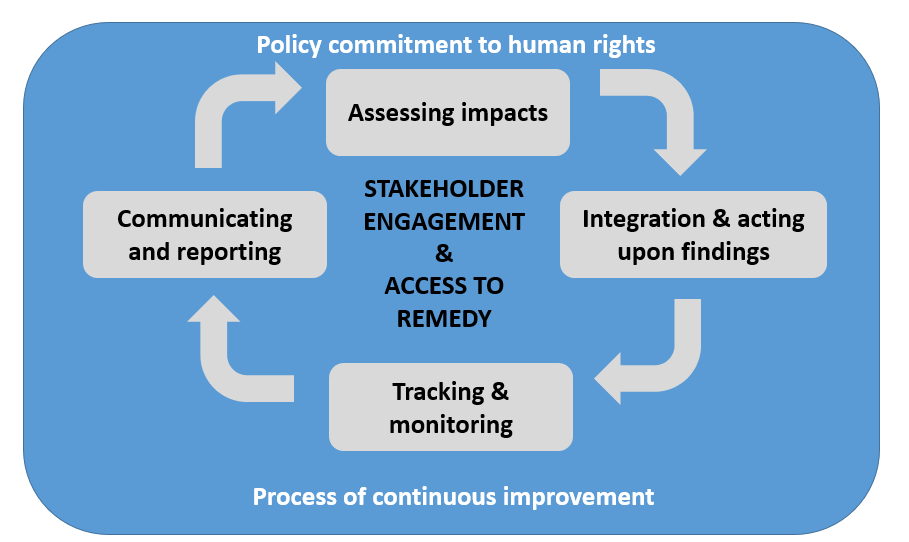 Policy commitment to human rights
Assessing impacts
STAKEHOLDER
ENGAGEMENT
&
ACCESS TO
REMEDY
Communicating
and reporting
Integration & acting
upon findings
Tracking &
monitoring
Process of continuous improvement